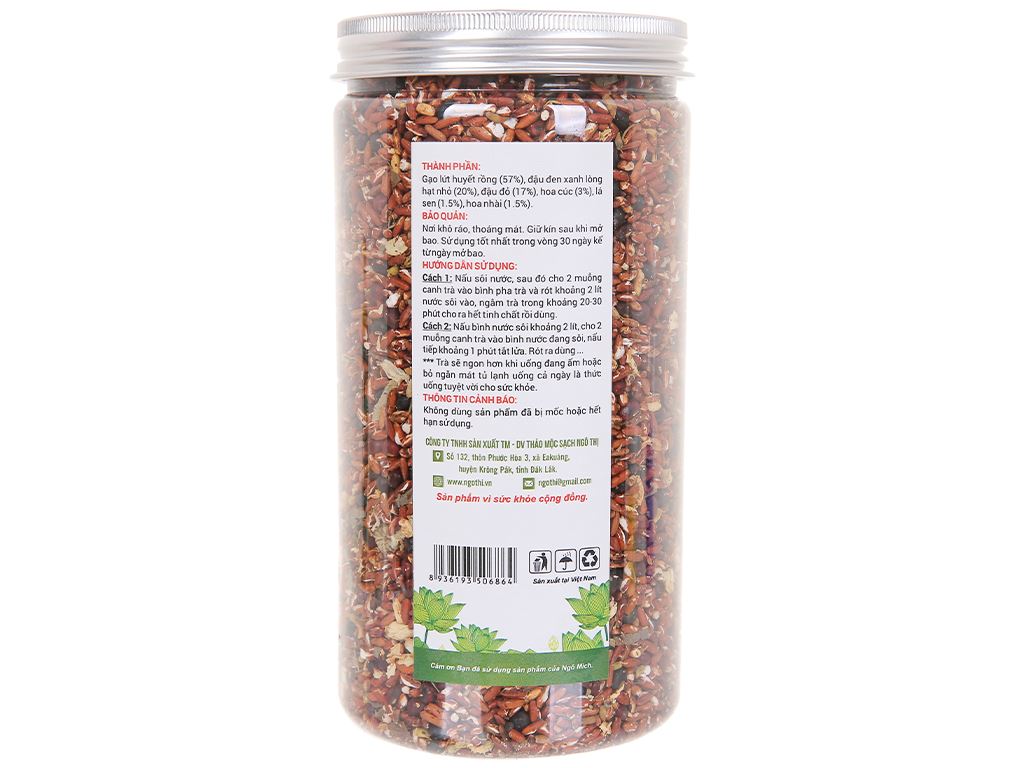 THÀNH PHẦN:
Gạo lứt huyết rồng (57%), đậu đen xanh lòng
hạt nhỏ (20%), đậu đỏ (17%), hoa cúc (3%), lá
sen (1.5%), hoa nhài (1.5%).
BẢO QUẢN:
Nơi khô ráo, thoáng mát. Giữ kín sau khi mở
bao. Sử dụng tốt nhất trong vòng 30 ngày kể
từ ngày mở bao.
HƯỚNG DẪN SỬ DỤNG:
Cách 1: Nấu sôi nước, sau đó cho 2 muỗng
canh trà vào bình pha trà và rót khoảng 2 lít
nước sôi vào, ngâm trà trong khoảng 20-30
phút cho ra hết tinh chất rồi dùng.
Cách 2: Nấu bình nước sôi khoảng 2 lít, cho 2
muỗng canh trà vào bình nước đang sôi, nấu
tiếp khoảng 1 phút tắt lửa. Rót ra dùng ...
*** Trà sẽ ngon hơn khi uống đang ấm hoặc
bỏ ngăn mát tủ lạnh uống cả ngày là thức
uống tuyệt vời cho sức khỏe.
THÔNG TIN CẢNH BÁO:
Không dùng sản phẩm đã bị mốc hoặc hết
hạn sử dụng.
CÔNG TY TNHH SẢN XUẤT TM - DV THẢO MỘC SẠCH NGÔ THỊ
Số 132, thôn Phước Hòa 3, xã Eakuăng,
huyện Krông Pắk, tỉnh Đắk Lắk.
www.ngothi.vn ngothi@gmail.com
Sản phẩm vì sức khỏe cộng đồng.
8 936193 506864
Sản xuất tại Việt Nam
Cảm ơn Bạn đã sử dụng sản phẩm của Ngô Mich.